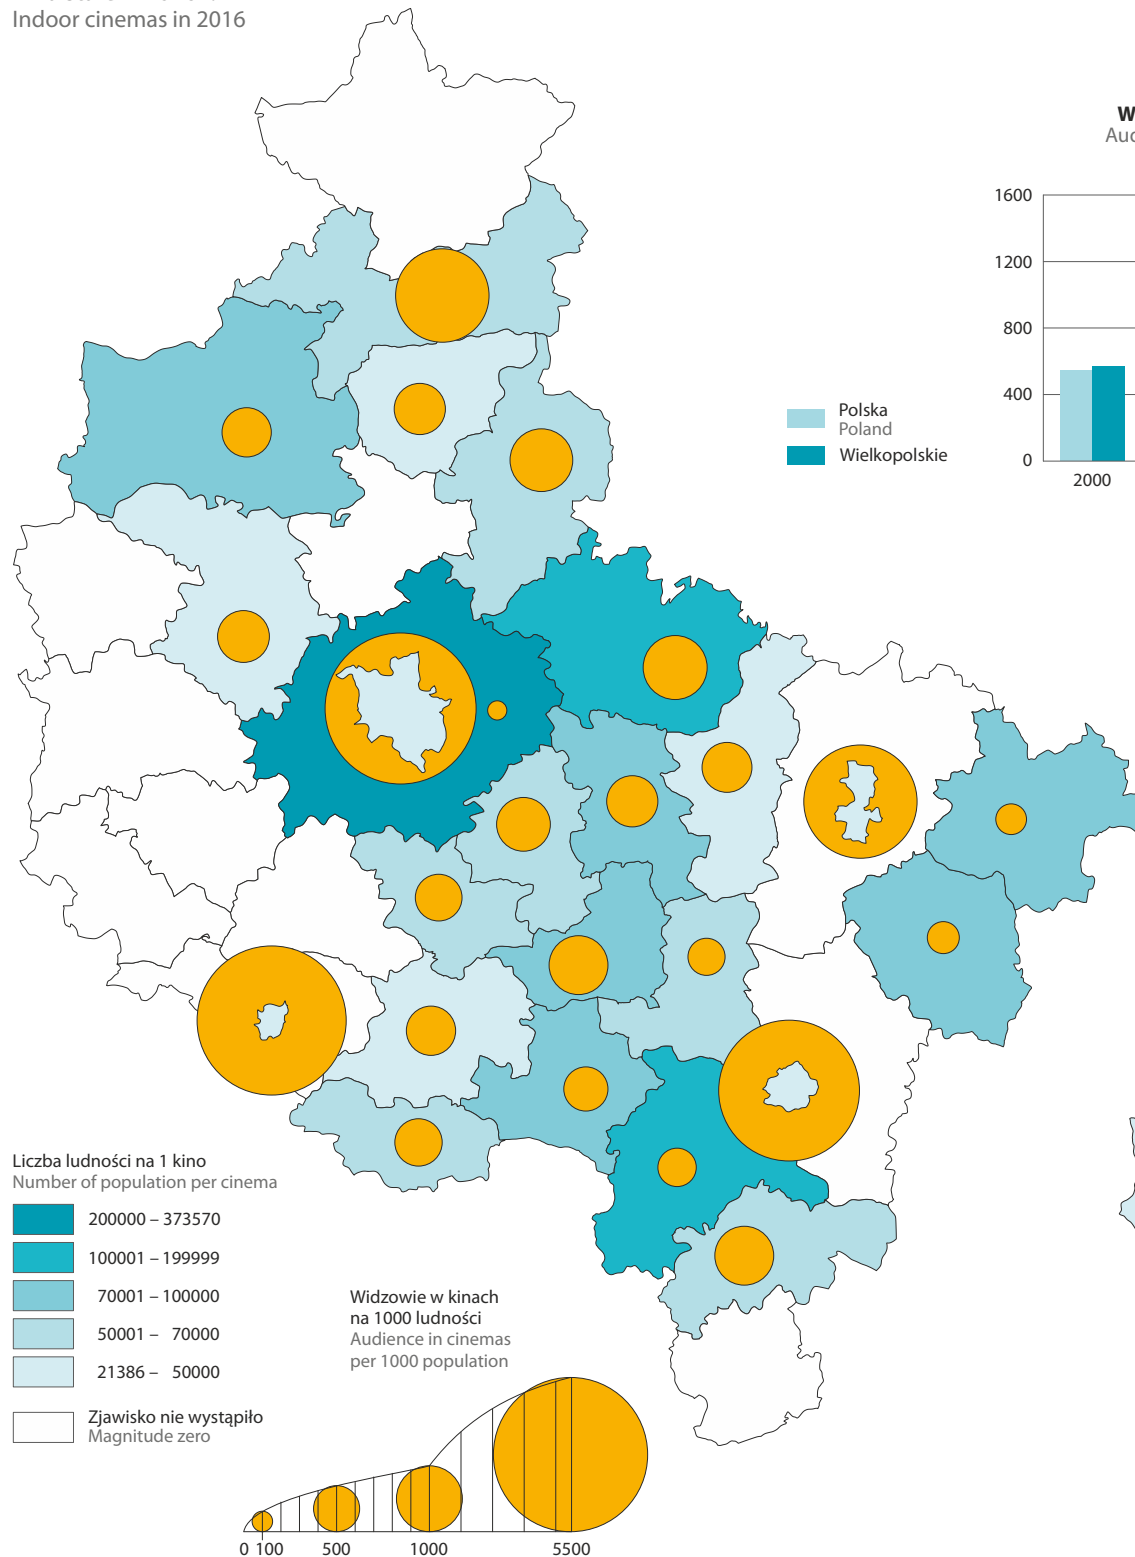 Indoor cinemas in 2016
1600
1200
800
400
0
2000
Polska
Poland
Wielkopolskie
Liczba ludności na 1 kino
Number of population per cinema
200000 – 373570
100001 – 199999
70001 – 100000
50001 – 70000
21386 – 50000
Zjawisko nie wystąpiło
Magnitude zero
Widzowie w kinach
na 1000 ludności
Audience in cinemas
per 1000 population
0 100 500 1000 5500